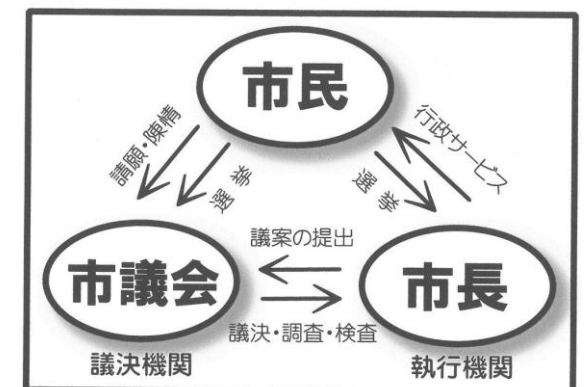 市民
請願・陳情
選挙
選挙
行政サービス
議案の提出
市議会
市長
議決・調査・検査
議決機関
執行機関